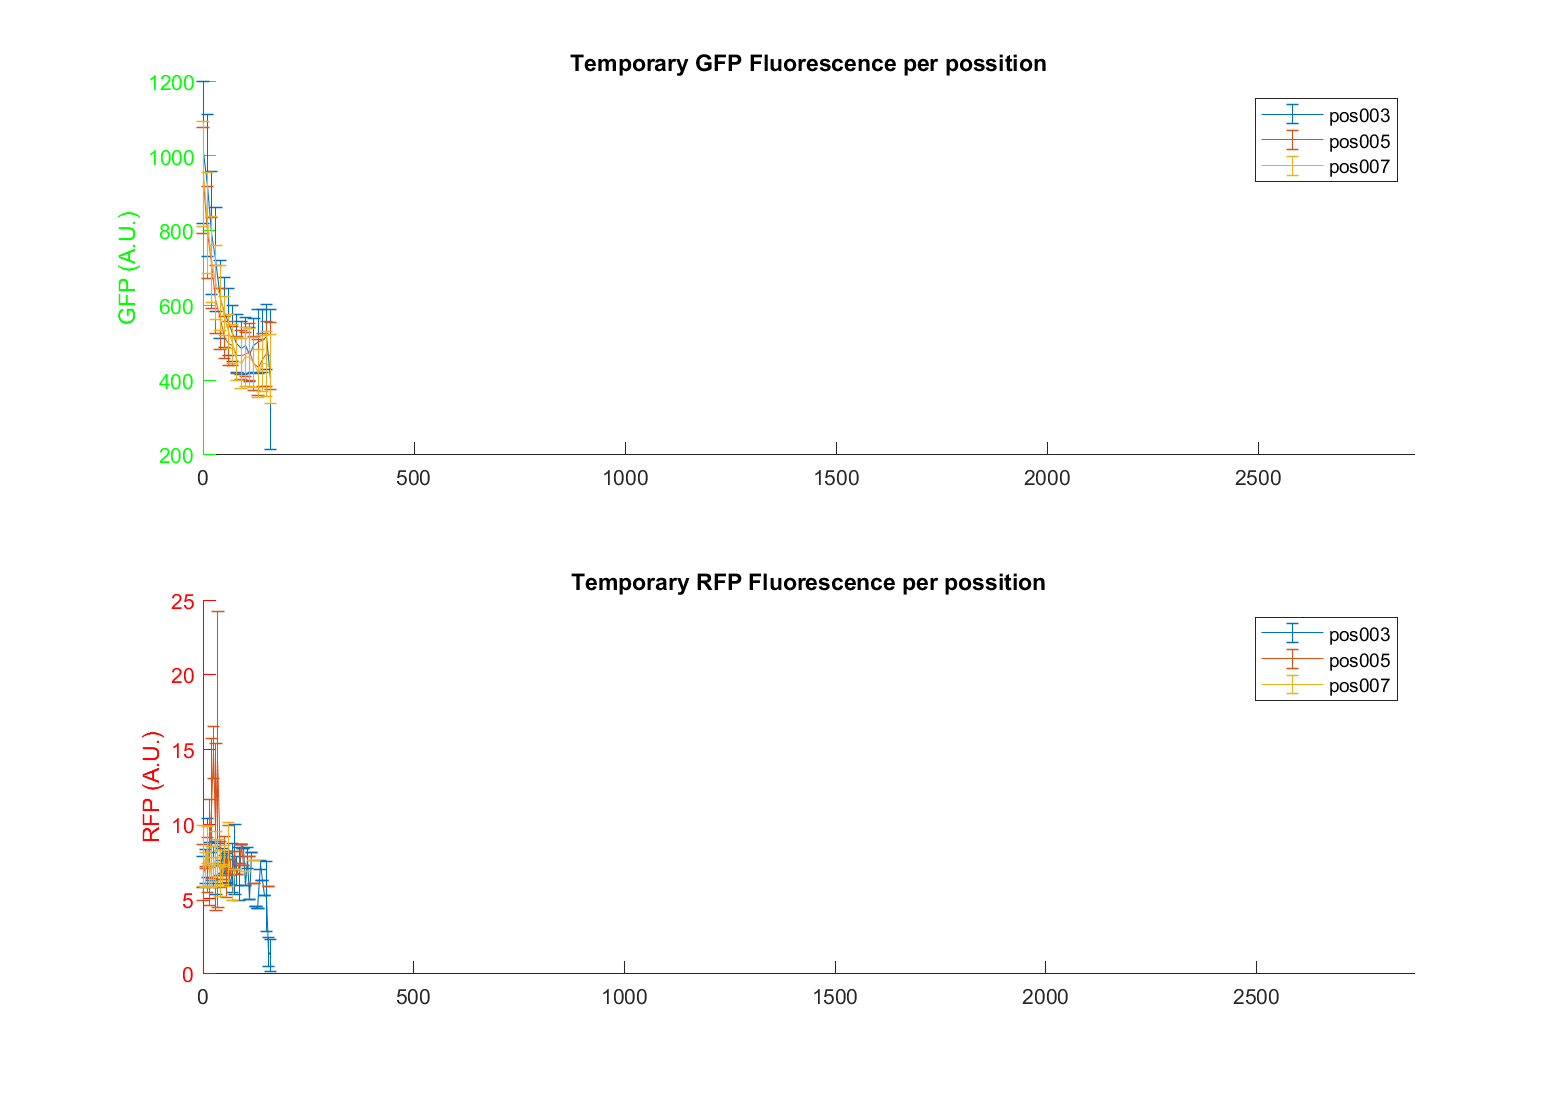 Temporary GFP Fluorescence per possition
1200
1000
800
600
400
200
GFP (A.U.)
0 500 1000 1500 2000 2500
pos003
pos005
pos007
Temporary RFP Fluorescence per possition
25
20
15
10
5
0
RFP (A.U.)
0 500 1000 1500 2000 2500
pos003
pos005
pos007